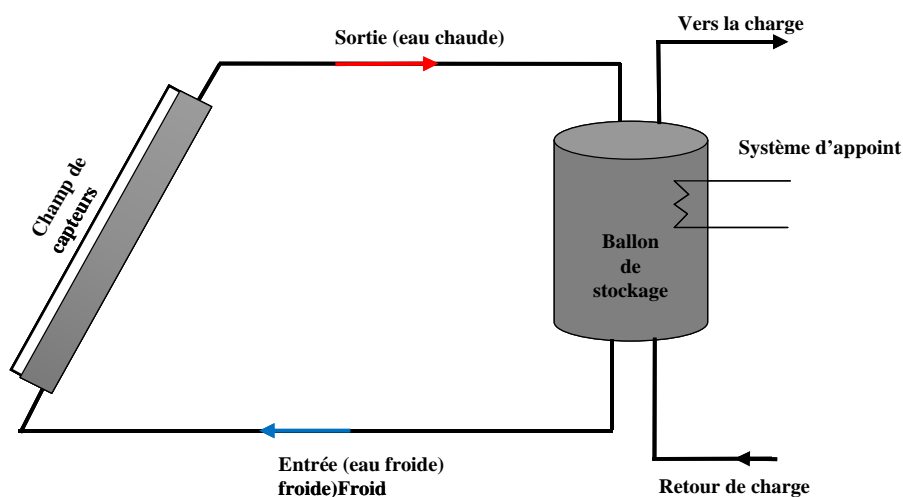 Vers la charge
Sortie (eau chaude)
Système d’appoint
Champ de
capteurs
Ballon
de
stockage
Entrée (eau froide)
froide)Froid
Retour de charge